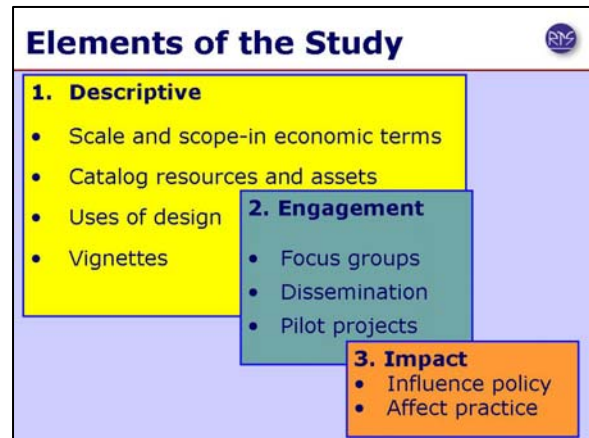 Elements of the Study
RTS
1. Descriptive
• Scale and scope-in economic terms
• Catalog resources and assets
• Uses of design
• Vignettes
2. Engagement
• Focus groups
• Dissemination
• Pilot projects
3. Impact
• Influence policy
• Affect practice